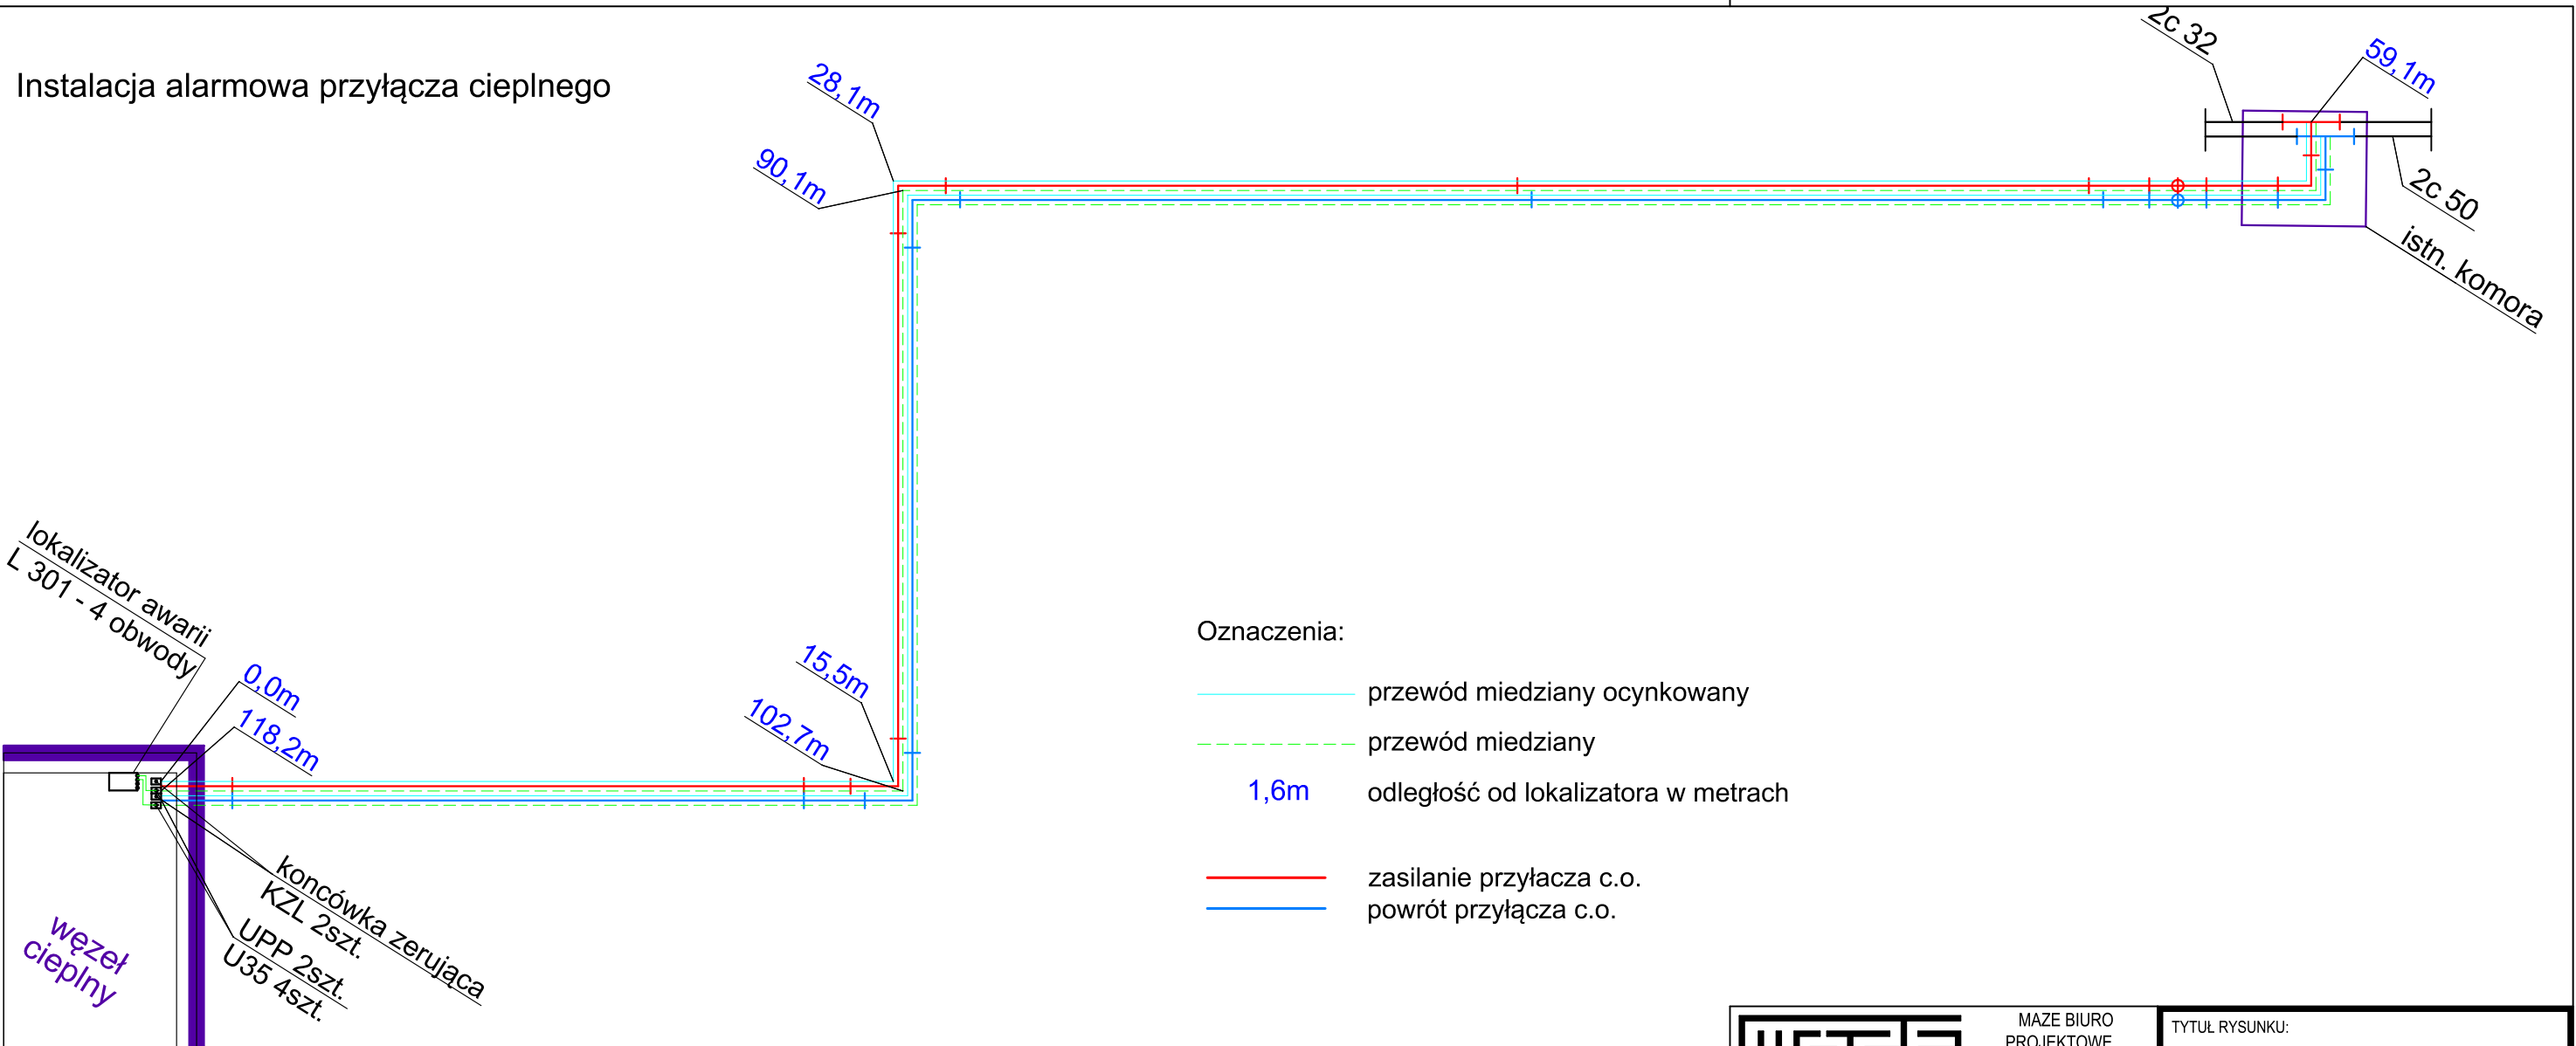 Instalacja alarmowa przyłącza cieplnego
2c 32
59,1m
28,1m
90,1m
2c 50
istn. komora
lokalizator awarii
L 301 - 4 obwody
0,0m
118,2m
15,5m
102,7m
Oznaczenia:
przewód miedziany ocynkowany
przewód miedziany
1,6m odległość od lokalizatora w metrach
zasilanie przyłacza c.o.
powrót przyłącza c.o.
koncówka zerująca
KZL 2szt.
UPP 2szt.
U35 4szt.
węzeł
cieplny
MAZE BIURO
PROJEKTOWE
TYTUŁ RYSUNKU: